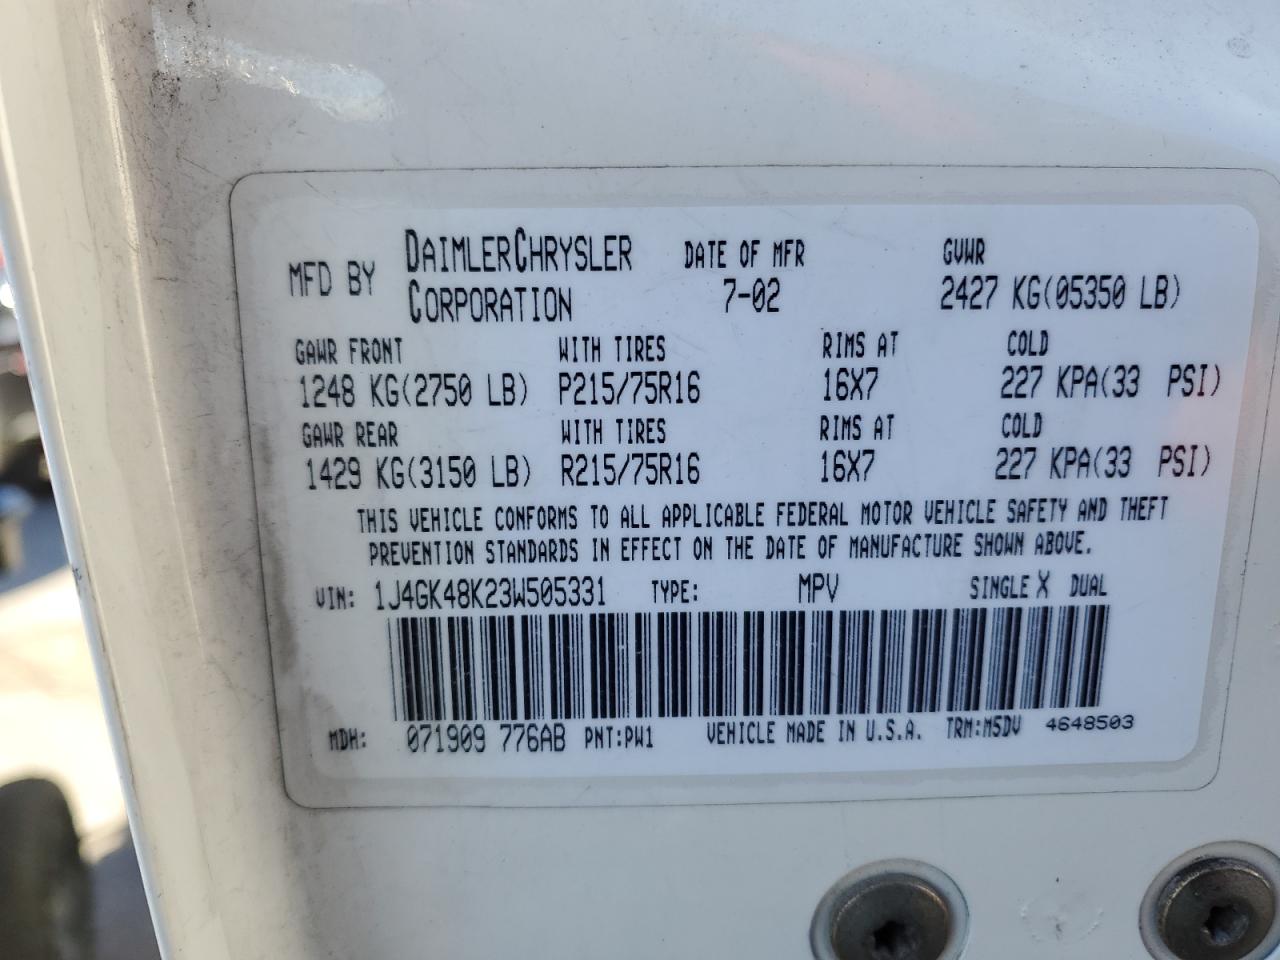 MFD BY DAIMLERCHRYSLER CORPORATION DATE OF MFR 7-02 GVWR 2427 KG(05350 LB)
GAWR FRONT WITH TIRES RIMS AT COLD
1248 KG(2750 LB) P215/75R16 16X7 227 KPA(33 PSI)
GAWR REAR WITH TIRES RIMS AT COLD
1429 KG(3150 LB) R215/75R16 16X7 227 KPA(33 PSI)
THIS VEHICLE CONFORMS TO ALL APPLICABLE FEDERAL MOTOR VEHICLE SAFETY AND THEFT
PREVENTION STANDARDS IN EFFECT ON THE DATE OF MANUFACTURE SHOWN ABOVE.
VIN: 1J4GK48K23W505331 TYPE: MPV SINGLE X DUAL
MDH: 071909 776AB PNT:PW1 VEHICLE MADE IN U.S.A. TRM:M5DV 4648503